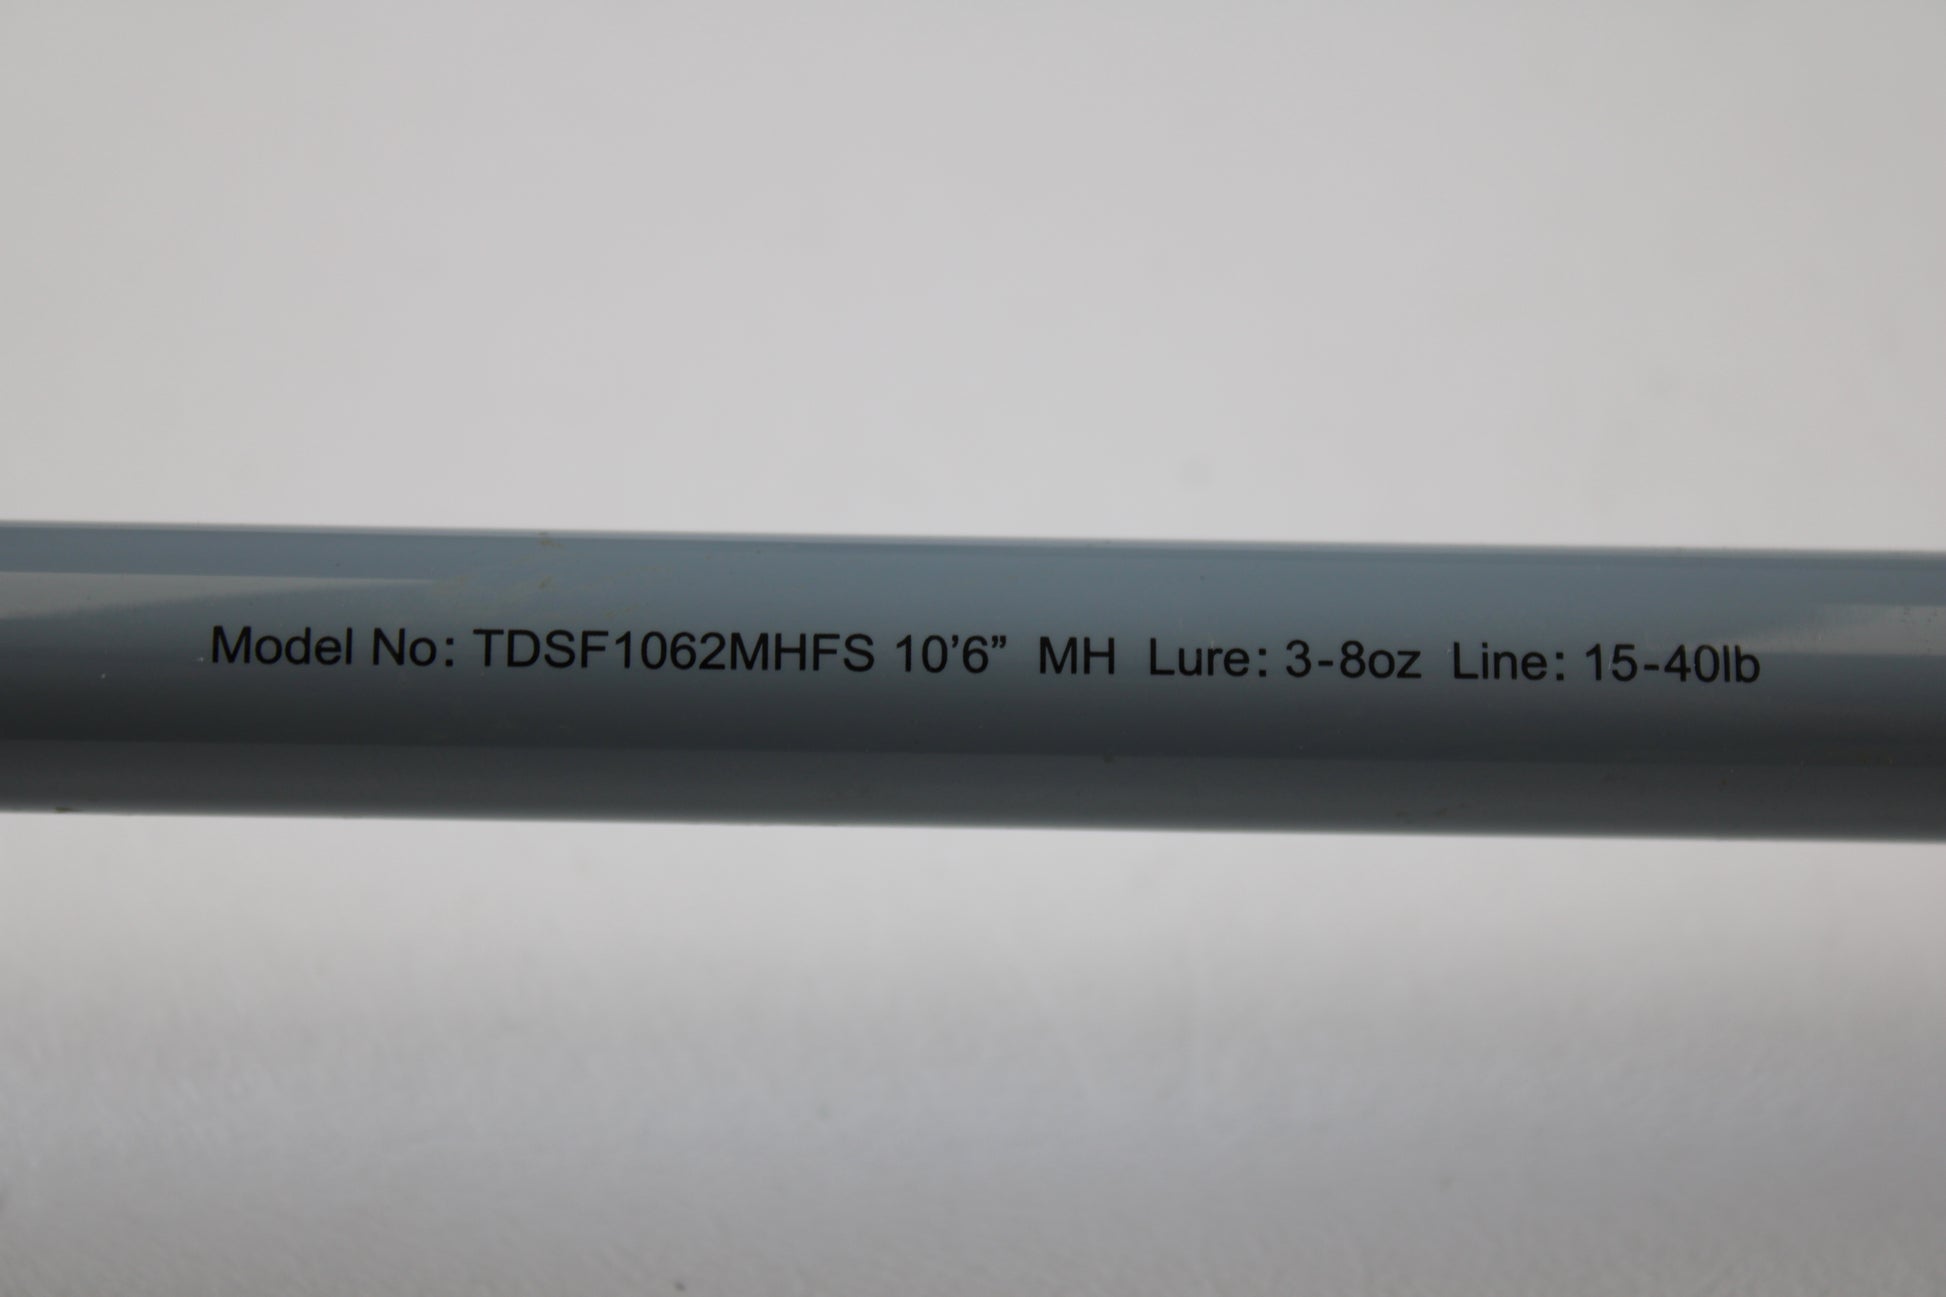 Model No: TDSF1062MHFS 10’6” MH Lure: 3-8oz Line: 15-40lb